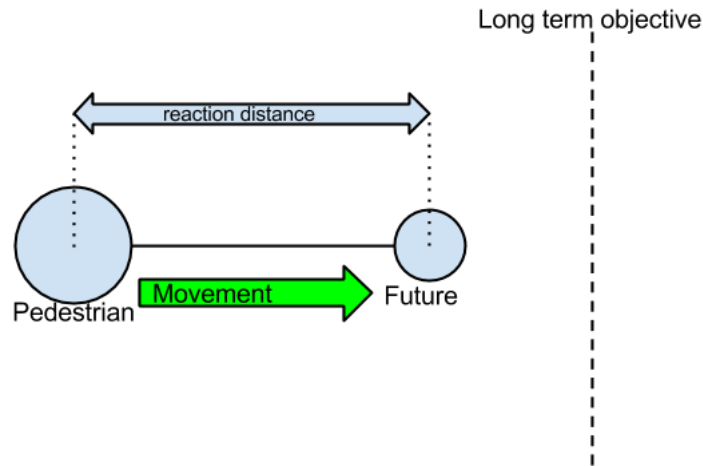 Long term objective
reaction distance
Movement
Future
Pedestrian